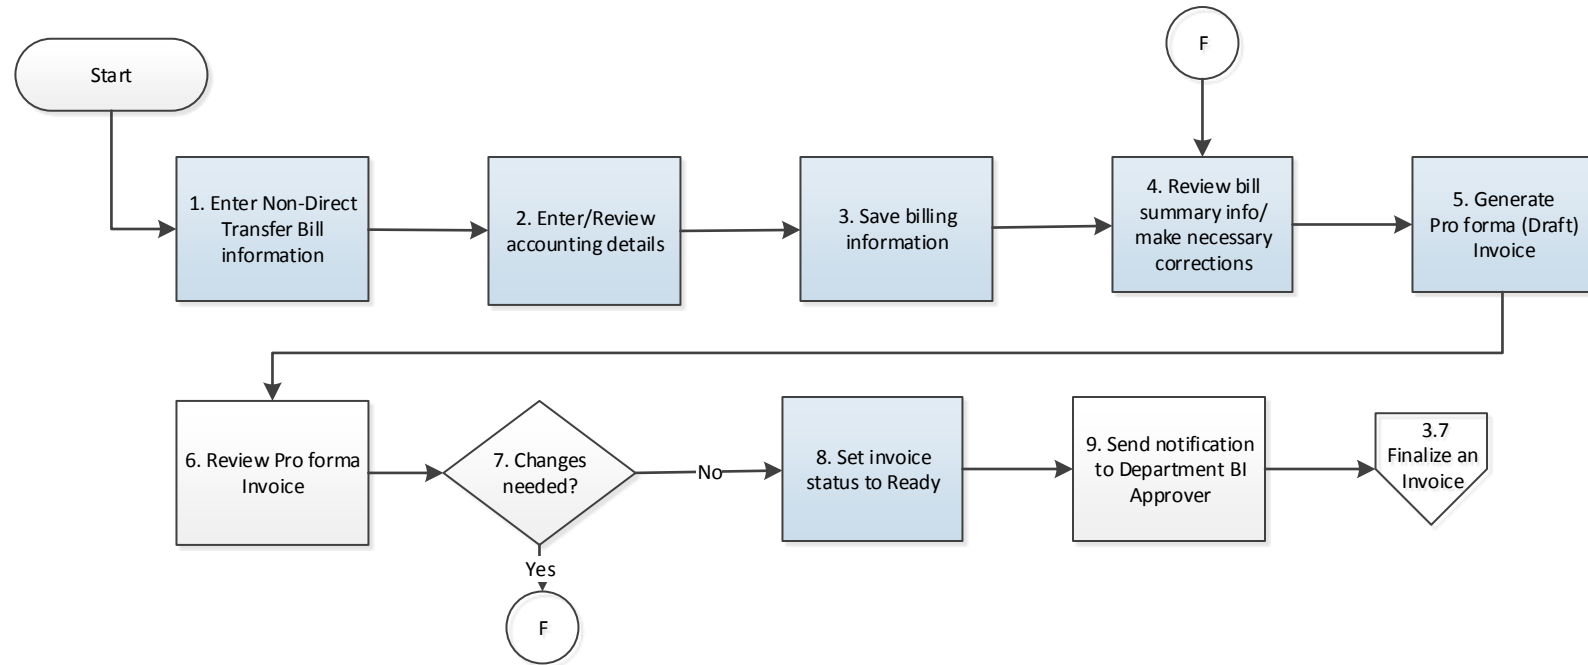 Start
F
1. Enter Non-Direct
Transfer Bill
information
2. Enter/Review
accounting details
3. Save billing
information
4. Review bill
summary info/
make necessary
corrections
5. Generate
Pro forma (Draft)
Invoice
6. Review Pro forma
Invoice
7. Changes
needed?
No
Yes
F
8. Set invoice
status to Ready
9. Send notification
to Department BI
Approver
3.7
Finalize an
Invoice